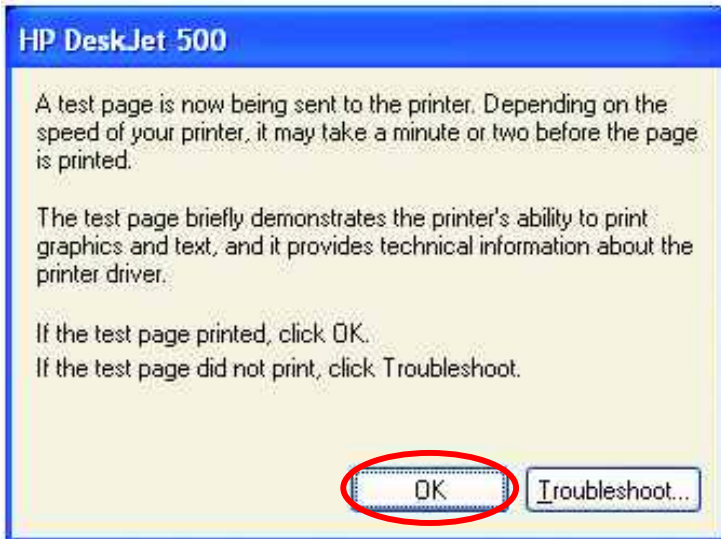 HP DeskJet 500
A test page is now being sent to the printer. Depending on the
speed of your printer, it may take a minute or two before the page
is printed.
The test page briefly demonstrates the printer's ability to print
graphics and text, and it provides technical information about the
printer driver.
If the test page printed, click OK.
If the test page did not print, click Troubleshoot.
OK Troubleshoot...